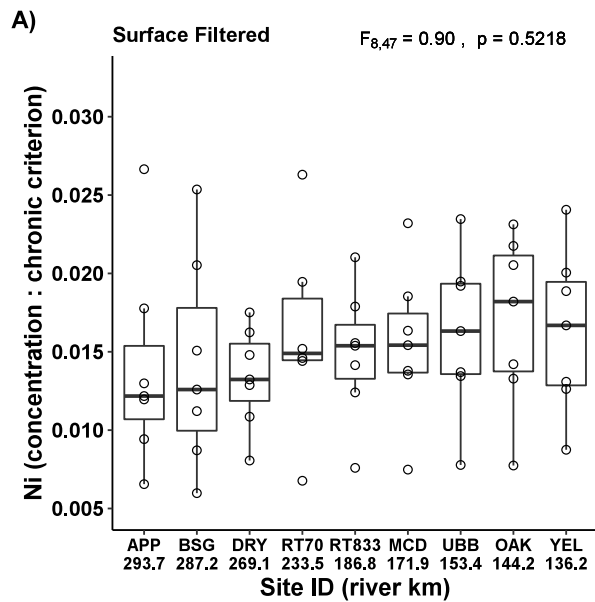 A)
Surface Filtered
F8,47 = 0.90 , p = 0.5218
Ni (concentration : chronic criterion)
0.030
0.025
0.020
0.015
0.010
0.005
APP BSG DRY RT70 RT833 MCD UBB OAK YEL
293.7 287.2 269.1 233.5 186.8 171.9 153.4 144.2 136.2
Site ID (river km)